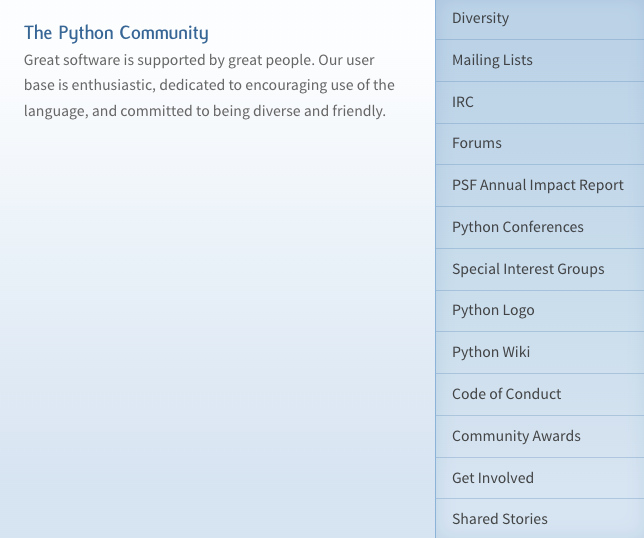 The Python Community
Great software is supported by great people. Our user
base is enthusiastic, dedicated to encouraging use of the
language, and committed to being diverse and friendly.
Diversity
Mailing Lists
IRC
Forums
PSF Annual Impact Report
Python Conferences
Special Interest Groups
Python Logo
Python Wiki
Code of Conduct
Community Awards
Get Involved
Shared Stories